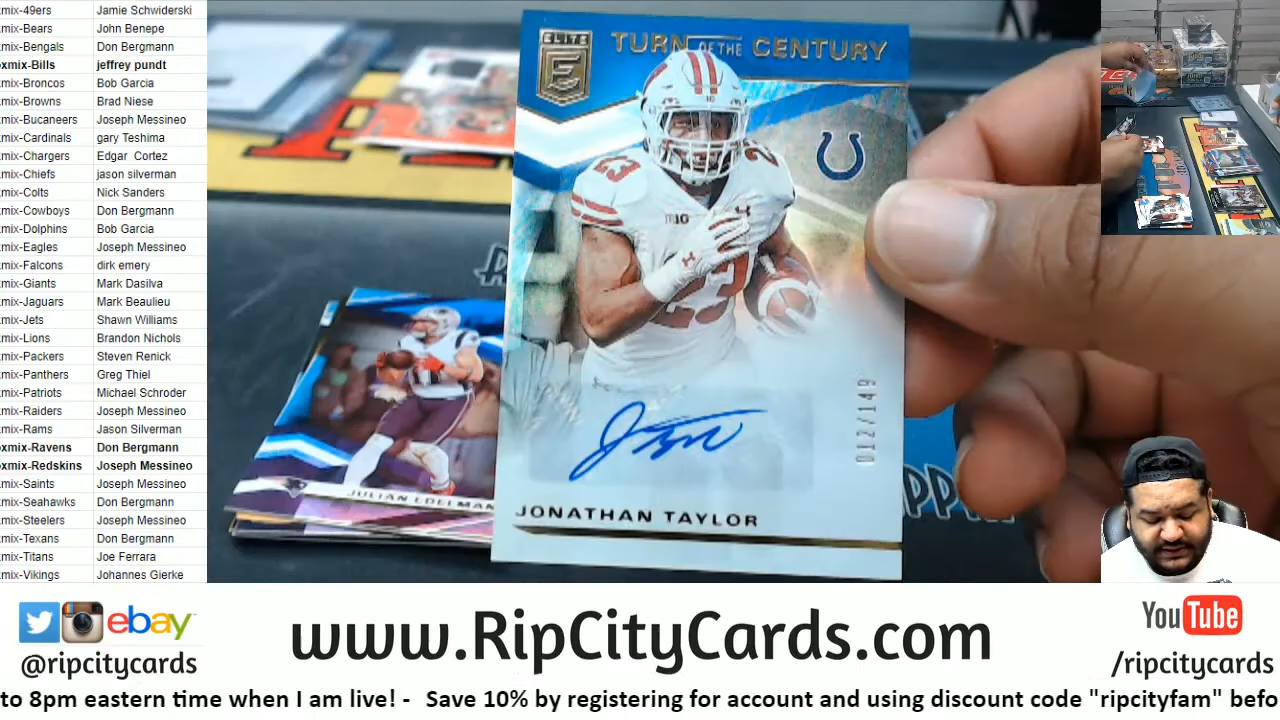 mix-49ers Jamie Schwiderski
mix-Bears John Benepe
mix-Bengals Don Bergmann
xmix-Bills jeffrey pundt
mix-Broncos Bob Garcia
mix-Browns Brad Niese
mix-Bucaneers Joseph Messineo
mix-Cardinals gary Teshima
mix-Chargers Edgar Cortez
mix-Chiefs jason silverman
mix-Colts Nick Sanders
mix-Cowboys Don Bergmann
mix-Dolphins Bob Garcia
mix-Eagles Joseph Messineo
mix-Falcons dirk emery
mix-Giants Mark Dasilva
mix-Jaguars Mark Beaulieu
mix-Jets Shawn Williams
mix-Lions Brandon Nichols
mix-Packers Steven Renick
mix-Panthers Greg Thiel
mix-Patriots Michael Schroder
mix-Raiders Joseph Messineo
mix-Rams Jason Silverman
oxmix-Ravens Don Bergmann
oxmix-Redskins Joseph Messineo
mix-Saints Joseph Messineo
mix-Seahawks Don Bergmann
mix-Steelers Joseph Messineo
mix-Texans Don Bergmann
mix-Titans Joe Ferrara
mix-Vikings Johannes Gierke
ELITE
E
TURN OF THE CENTURY
23
23
012/149
JONATHAN TAYLOR
JULIAN EDELMAN
ebay
@ripcitycards
www.RipCityCards.com
YouTube
/ripcitycards
to 8pm eastern time when I am live! - Save 10% by registering for account and using discount code "ripcityfam" befo